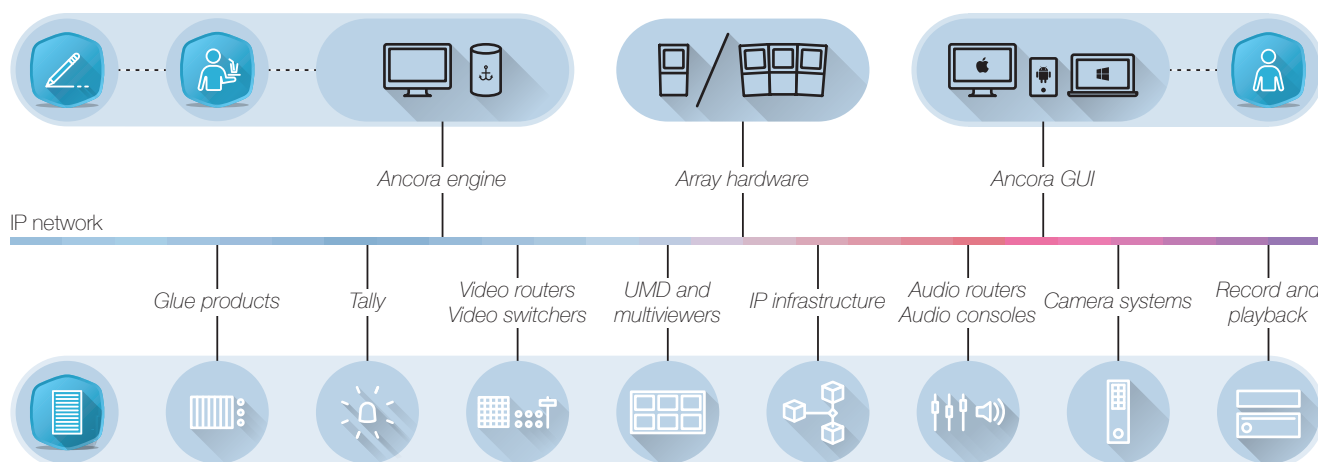 Ancora engine
Array hardware
Ancora GUI
IP network
Glue products
Tally
Video routers
Video switchers
UMD and
multiviewers
IP infrastructure
Audio routers
Audio consoles
Camera systems
Record and
playback